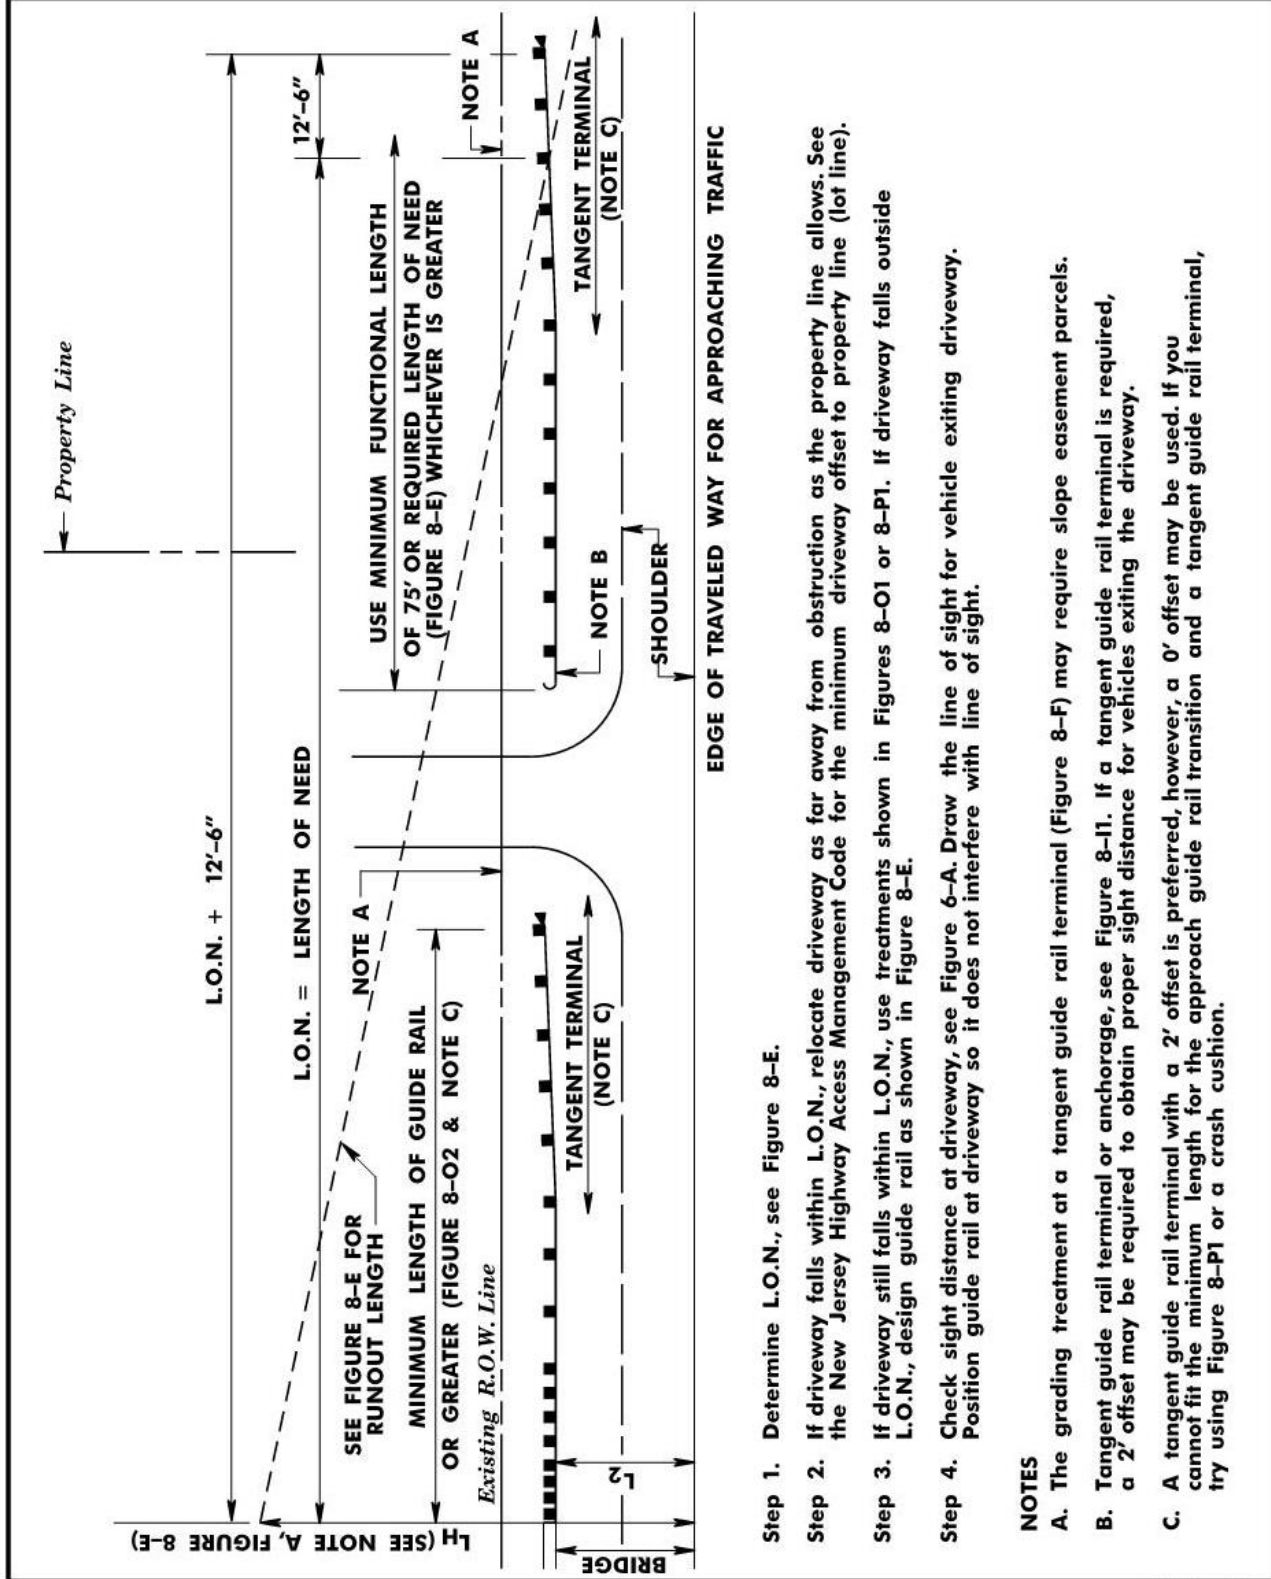 Property Line
L.O.N. + 12'–6"
12'–6"
L.O.N. = LENGTH OF NEED
NOTE A
SEE FIGURE 8–E FOR
RUNOUT LENGTH
NOTE A
USE MINIMUM FUNCTIONAL LENGTH
OF 75' OR REQUIRED LENGTH OF NEED
(FIGURE 8–E) WHICHEVER IS GREATER
MINIMUM LENGTH OF GUIDE RAIL
OR GREATER (FIGURE 8–O2 & NOTE C)
Existing R.O.W. Line
LH (SEE NOTE A, FIGURE 8–E)
L2
BRIDGE
TANGENT TERMINAL
(NOTE C)
NOTE B
SHOULDER
TANGENT TERMINAL
(NOTE C)
EDGE OF TRAVELED WAY FOR APPROACHING TRAFFIC
Step 1. Determine L.O.N., see Figure 8–E.
Step 2. If driveway falls within L.O.N., relocate driveway as far away from obstruction as the property line allows. See
the New Jersey Highway Access Management Code for the minimum driveway offset to property line (lot line).
Step 3. If driveway still falls within L.O.N., use treatments shown in Figures 8–O1 or 8–P1. If driveway falls outside
L.O.N., design guide rail as shown in Figure 8–E.
Step 4. Check sight distance at driveway, see Figure 6–A. Draw the line of sight for vehicle exiting driveway.
Position guide rail at driveway so it does not interfere with line of sight.
NOTES
A. The grading treatment at a tangent guide rail terminal (Figure 8–F) may require slope easement parcels.
B. Tangent guide rail terminal or anchorage, see Figure 8–I1. If a tangent guide rail terminal is required,
a 2' offset may be required to obtain proper sight distance for vehicles exiting the driveway.
C. A tangent guide rail terminal with a 2' offset is preferred, however, a 0' offset may be used. If you
cannot fit the minimum length for the approach guide rail transition and a tangent guide rail terminal,
try using Figure 8–P1 or a crash cushion.